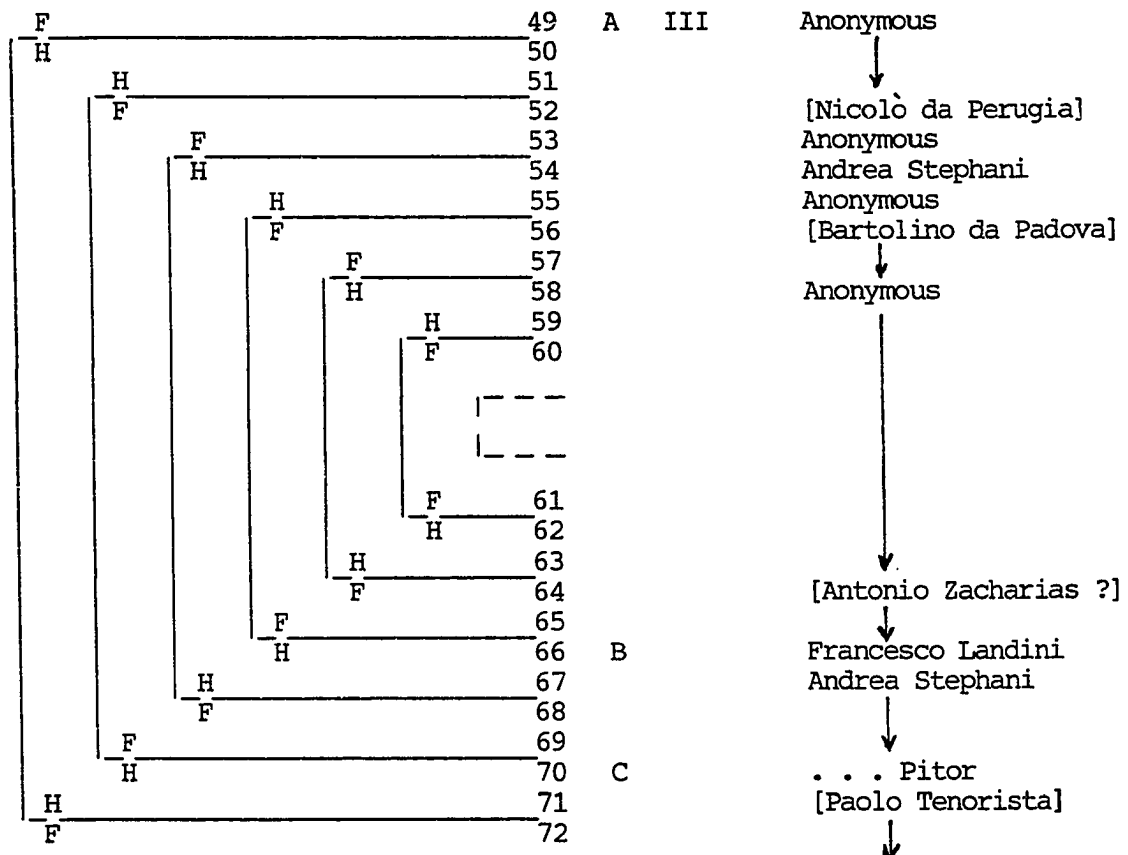 F 49 A III Anonymous
H 50
H 51
F 52 [Nicolò da Perugia]
F 53 Anonymous
H 54 Andrea Stephani
H 55 Anonymous
F 56 [Bartolino da Padova]
F 57
H 58 Anonymous
H 59
F 60
F 61
H 62
H 63
F 64 [Antonio Zacharias ?]
F 65
H 66 B Francesco Landini
H 67 Andrea Stephani
F 68
F 69
H 70 C . . . Pitor
H 71 [Paolo Tenorista]
F 72